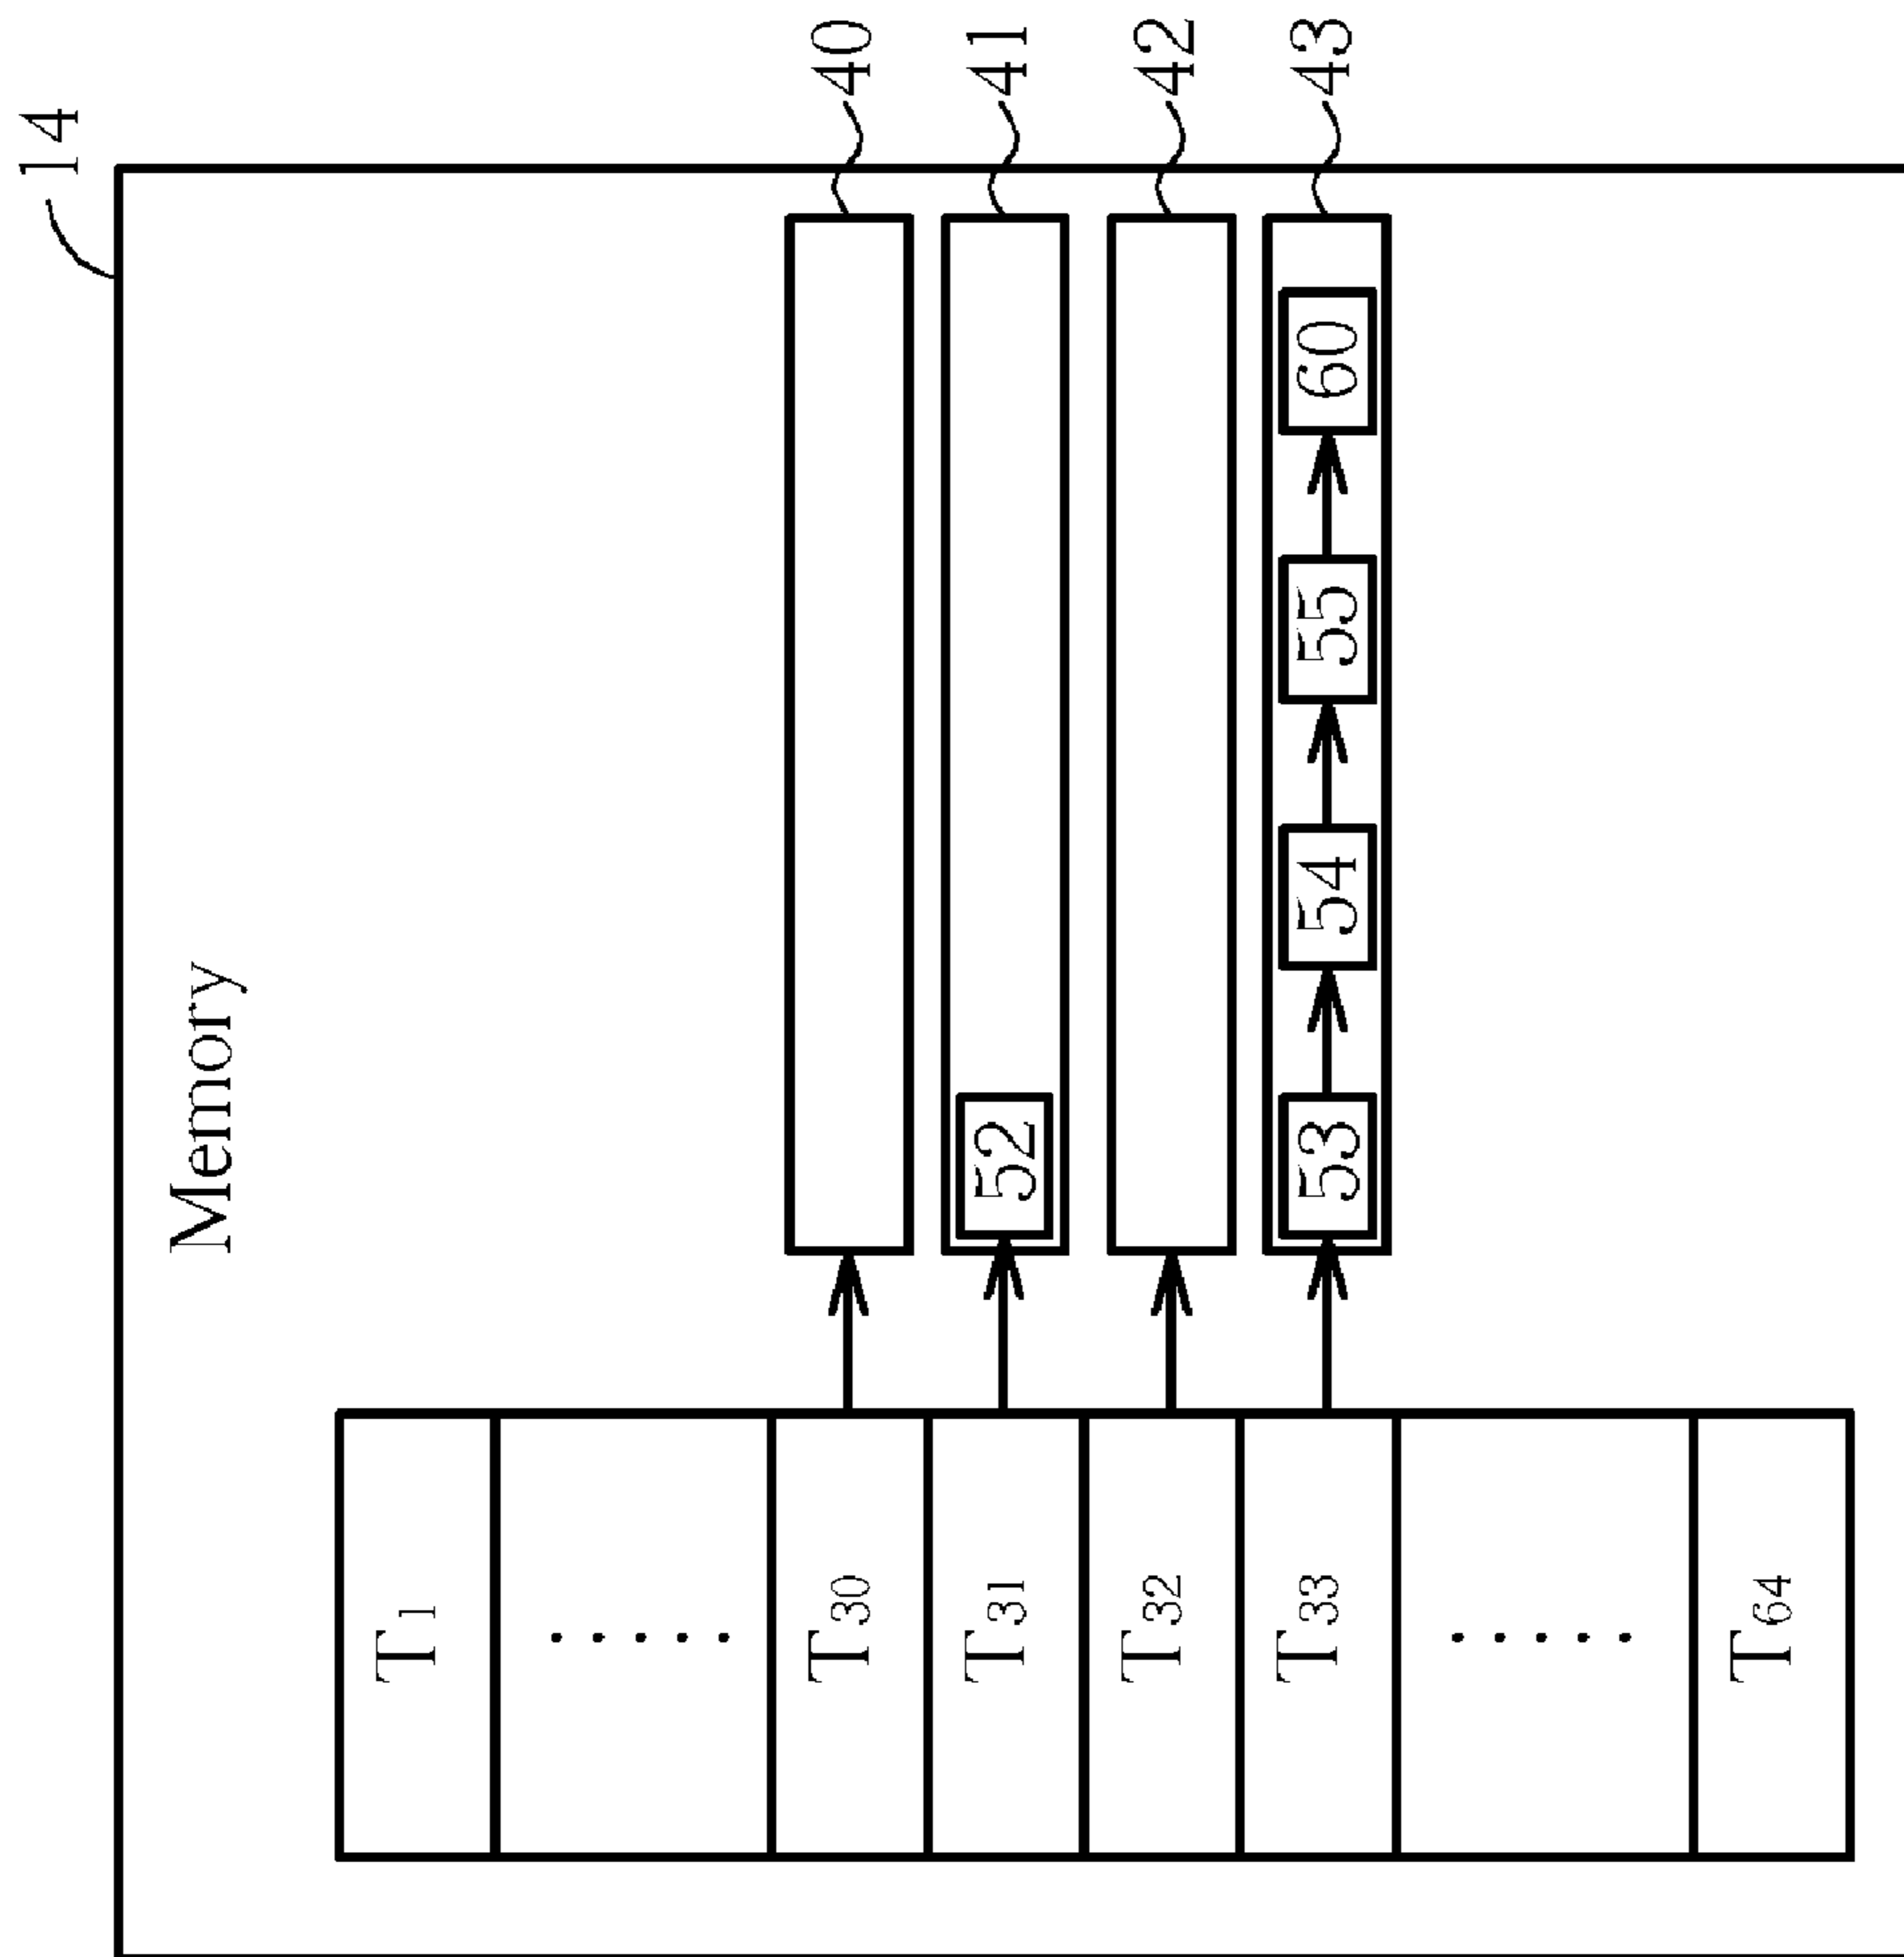 14
Memory
T1
.....
T30
40
T31
52
41
T32
42
T33
53
54
55
60
43
.....
T64